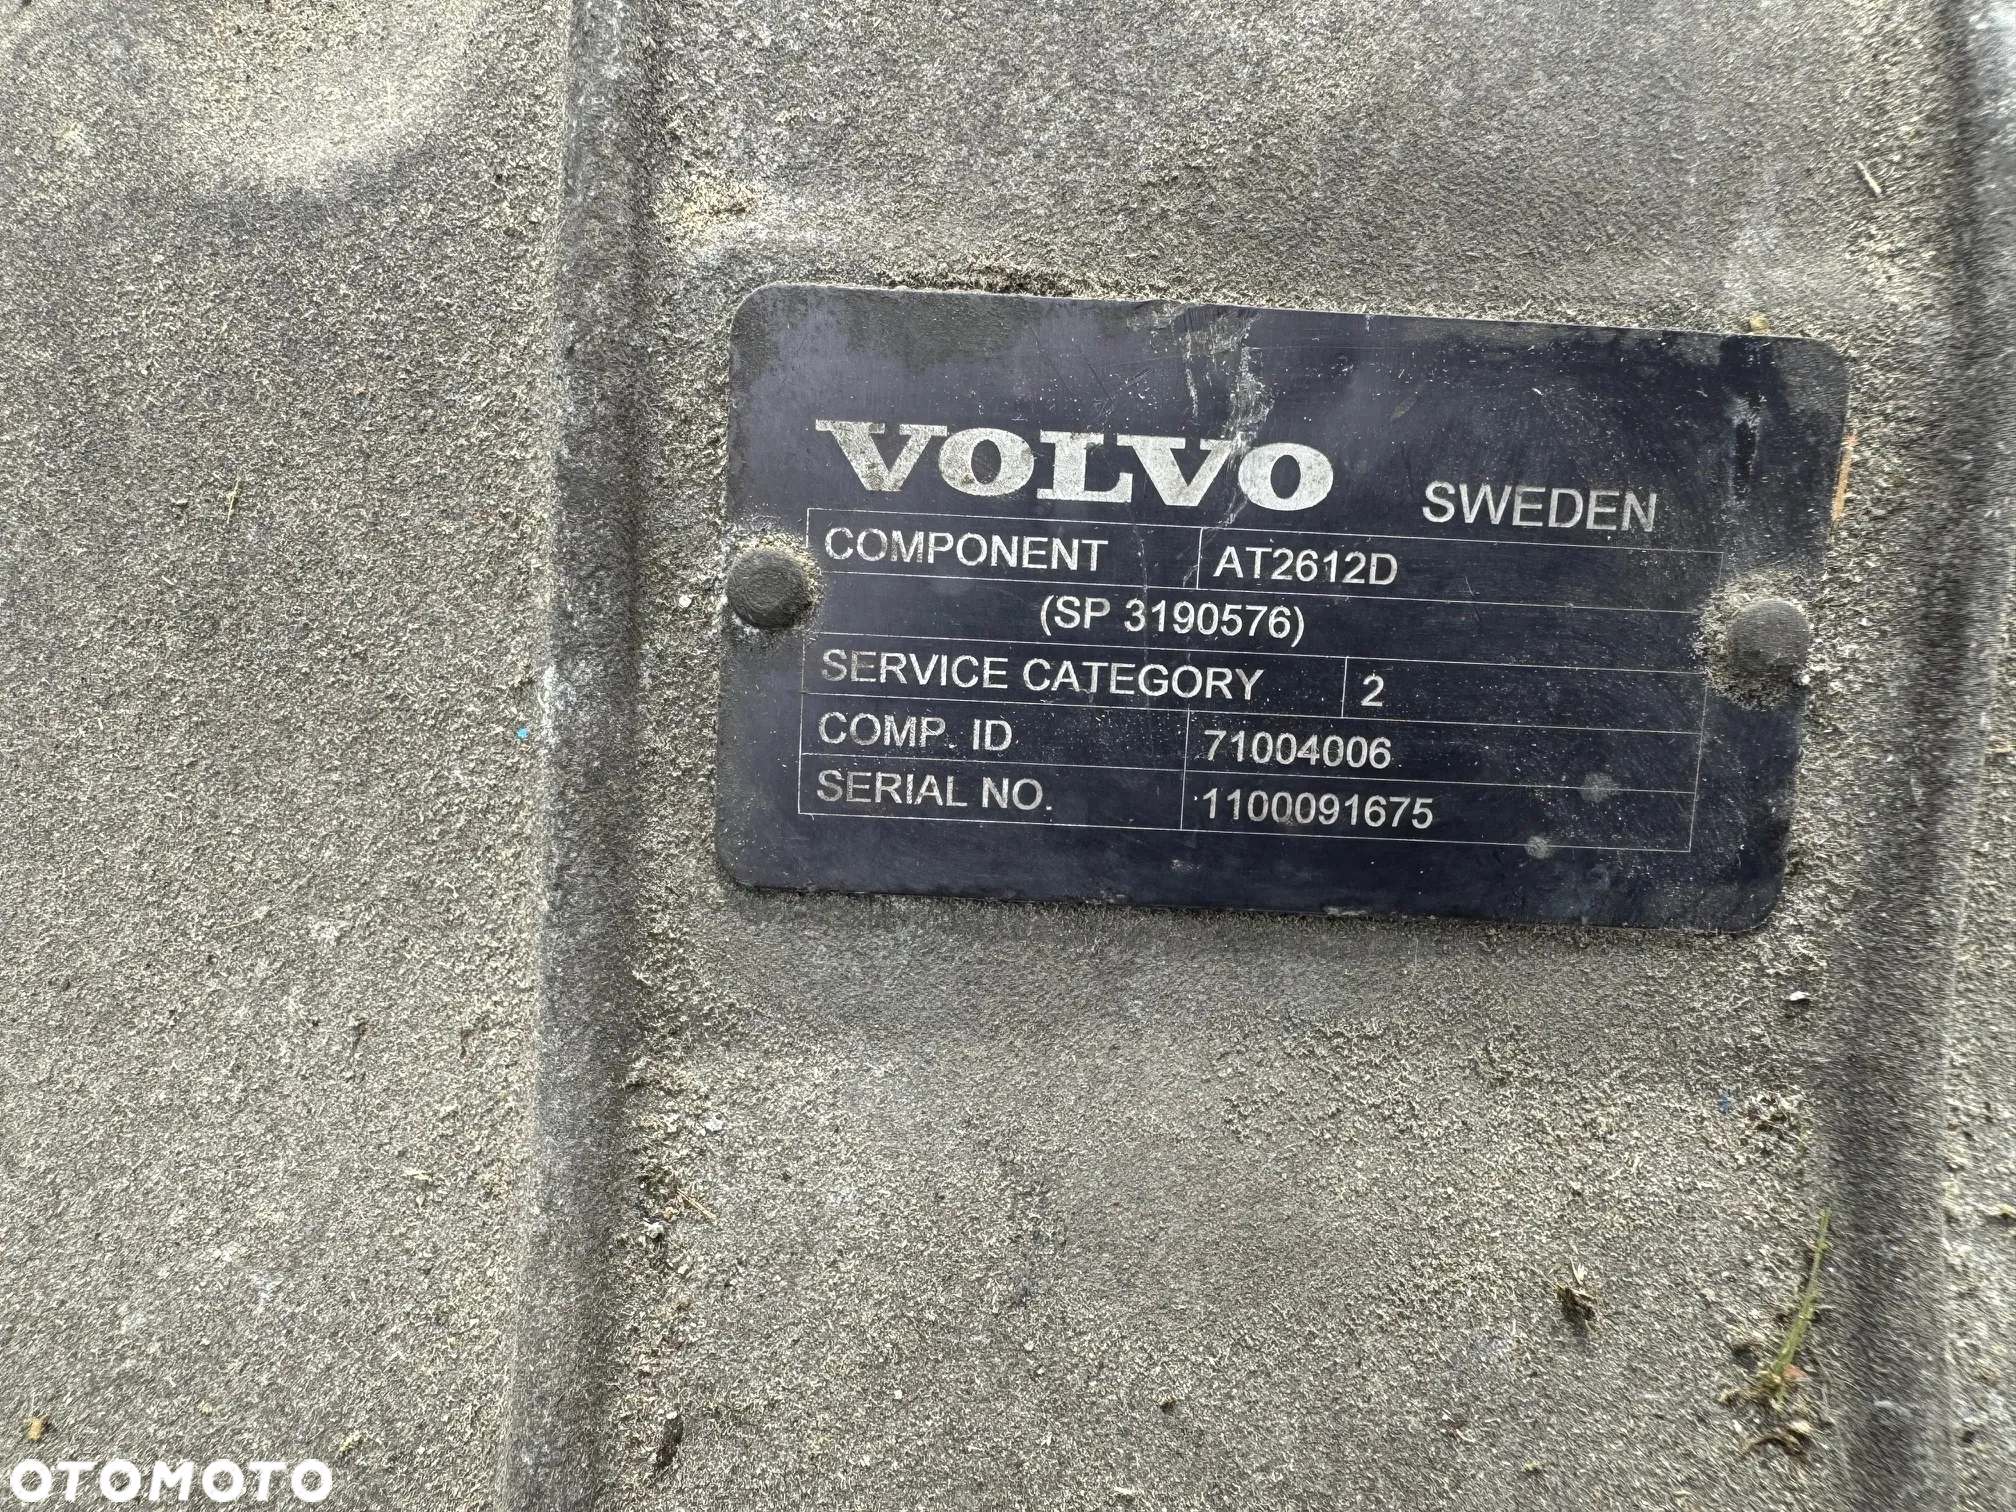 VOLVO SWEDEN
COMPONENT AT2612D
(SP 3190576)
SERVICE CATEGORY 2
COMP. ID 71004006
SERIAL NO. 1100091675
OTOMOTO